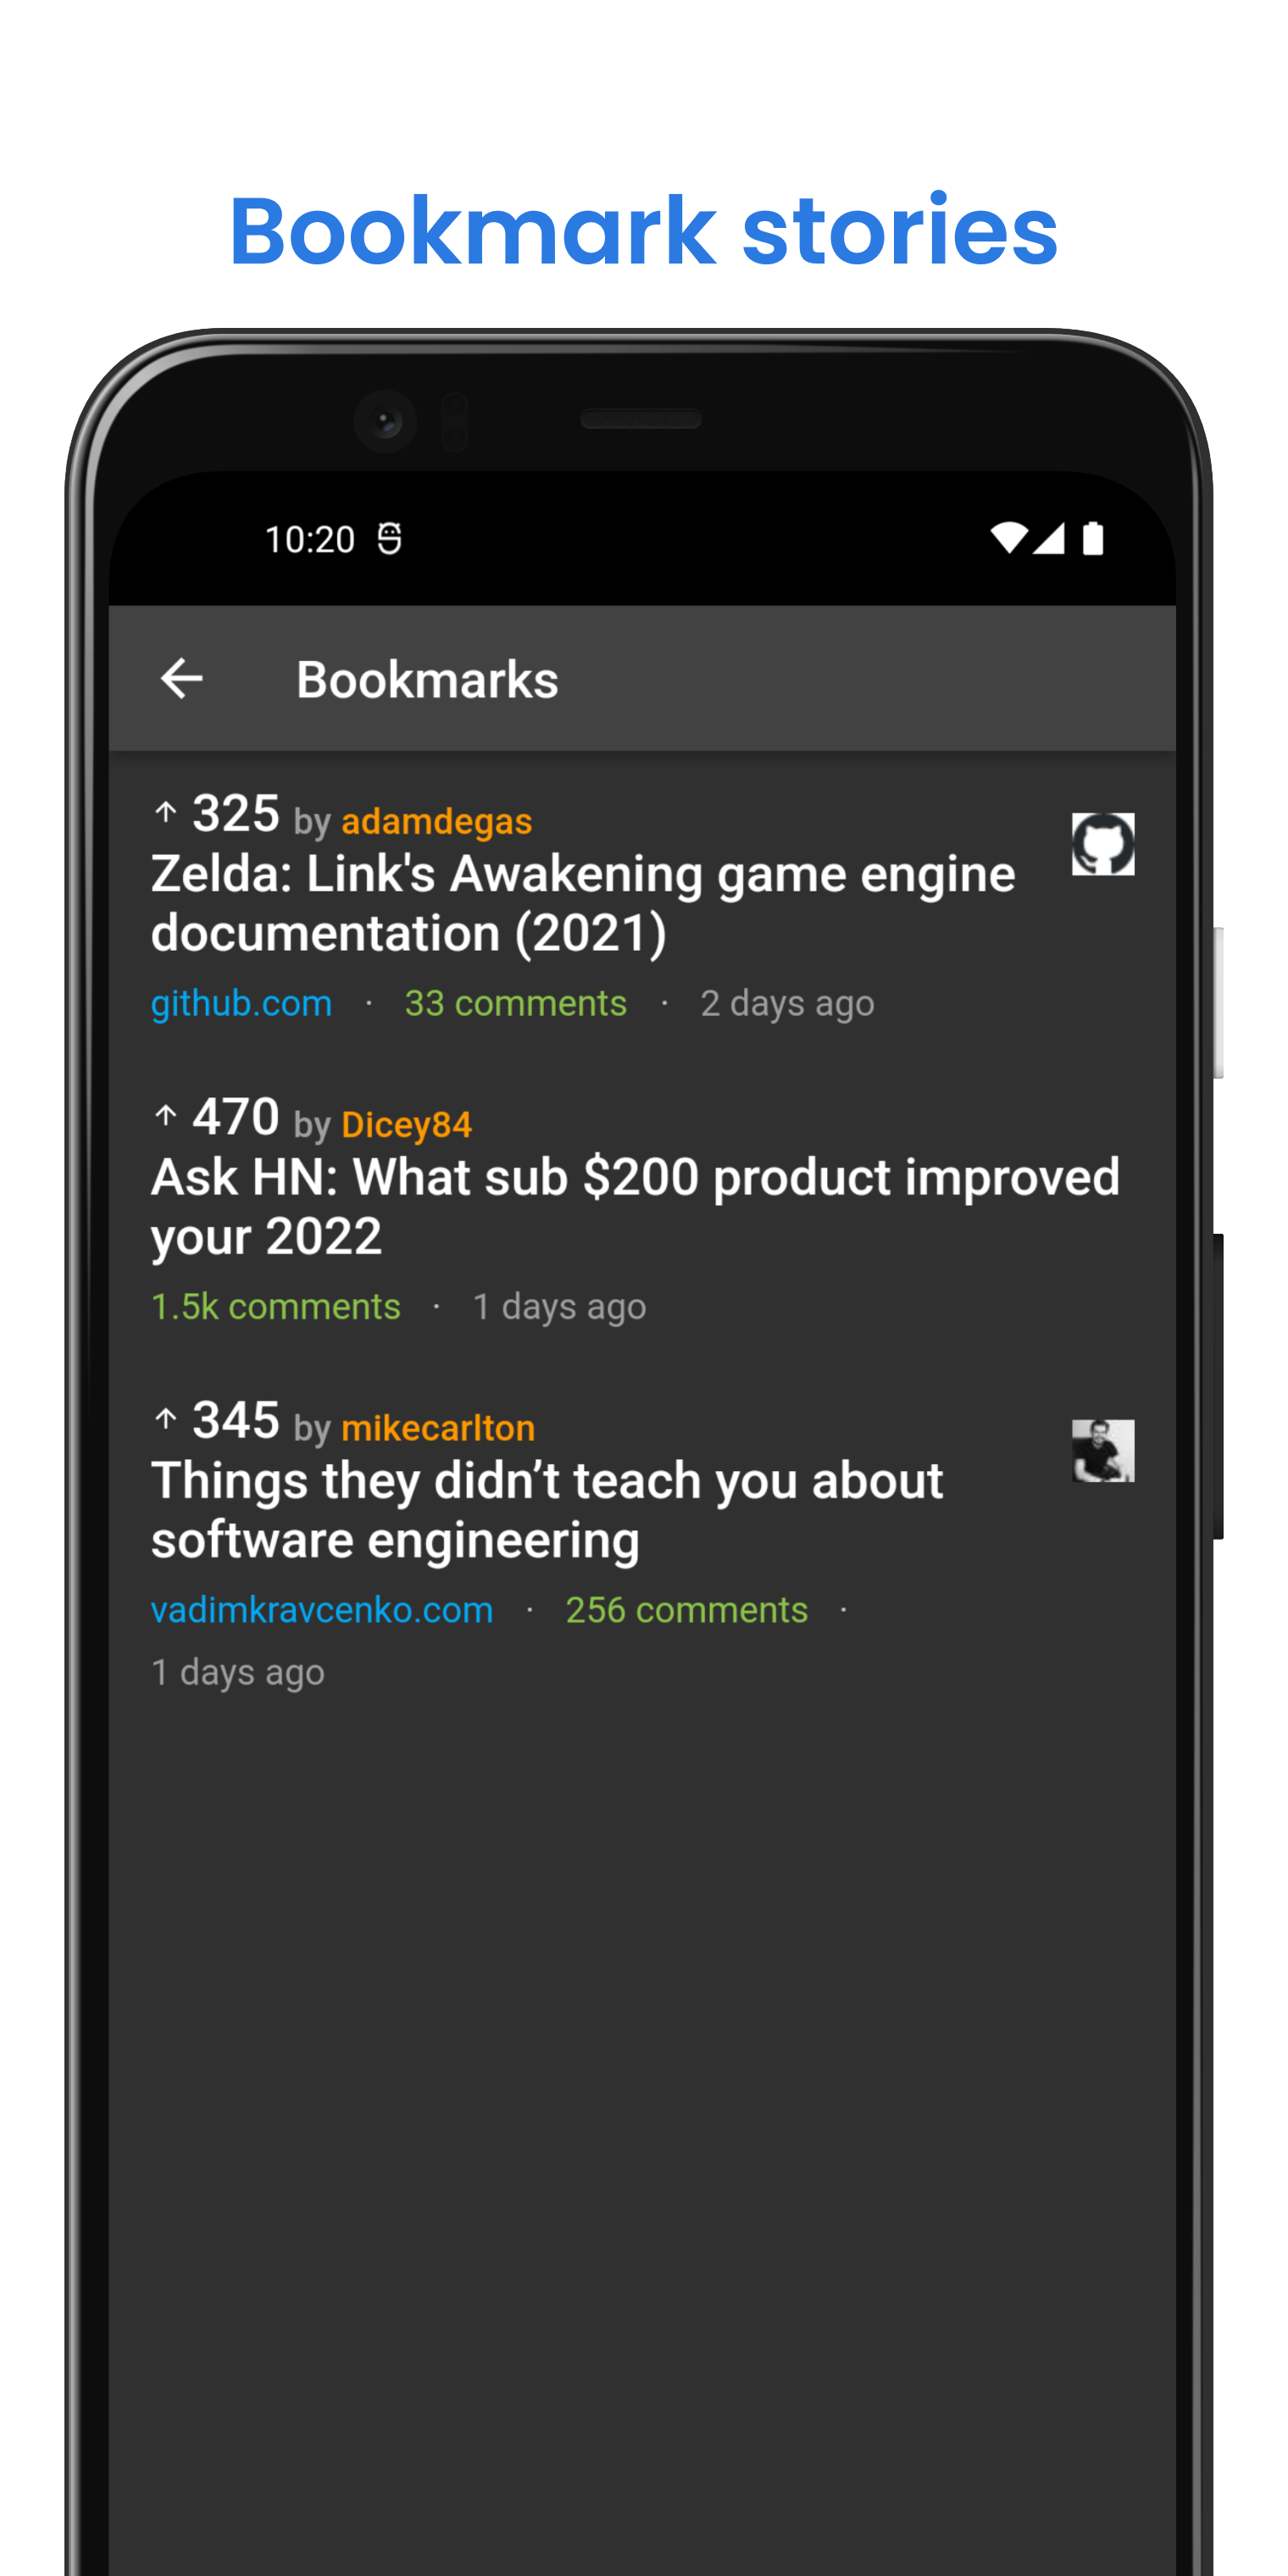 Bookmark stories
10:20
Bookmarks
↑ 325 by adamdegas
Zelda: Link's Awakening game engine
documentation (2021)
github.com · 33 comments · 2 days ago
↑ 470 by Dicey84
Ask HN: What sub $200 product improved
your 2022
1.5k comments · 1 days ago
↑ 345 by mikecarlton
Things they didn’t teach you about
software engineering
vadimkravcenko.com · 256 comments ·
1 days ago